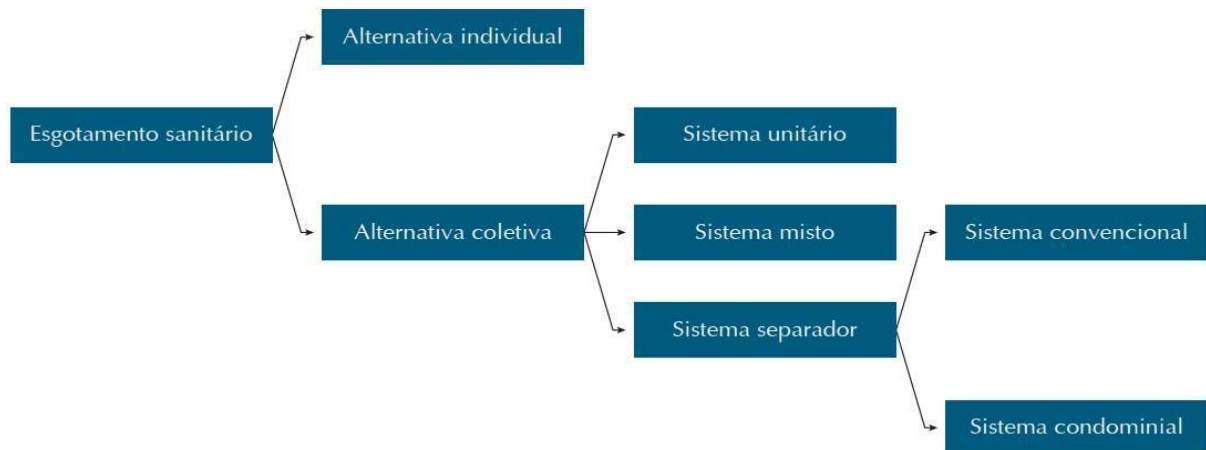 Alternativa individual
Esgotamento sanitário
Sistema unitário
Alternativa coletiva
Sistema misto
Sistema convencional
Sistema separador
Sistema condominial